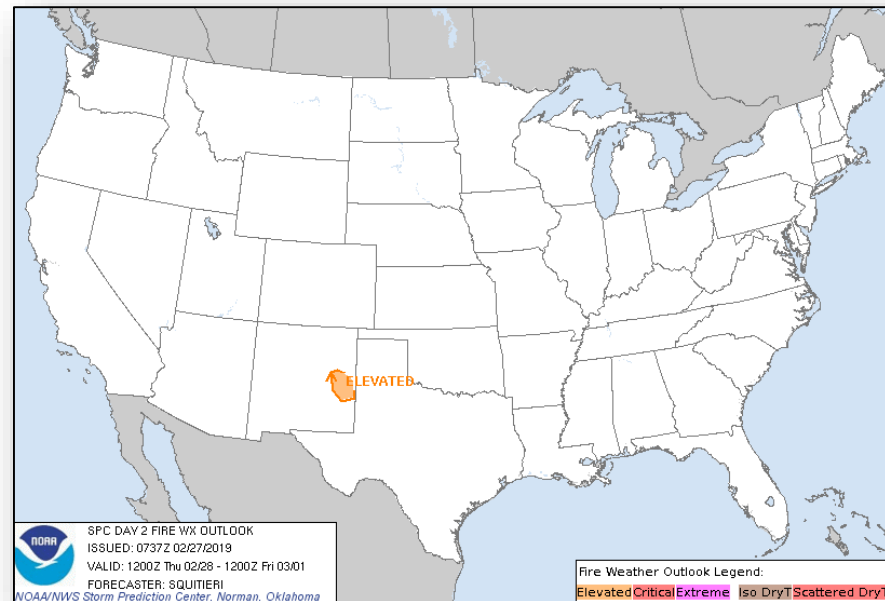 ELEVATED
NOAA
SPC DAY 2 FIRE WX OUTLOOK
ISSUED: 0737Z 02/27/2019
VALID: 1200Z Thu 02/28 - 1200Z Fri 03/01
FORECASTER: SQUITIERI
NOAA/NWS Storm Prediction Center, Norman, Oklahoma
Fire Weather Outlook Legend:
Elevated Critical Extreme Iso DryT Scattered DryT